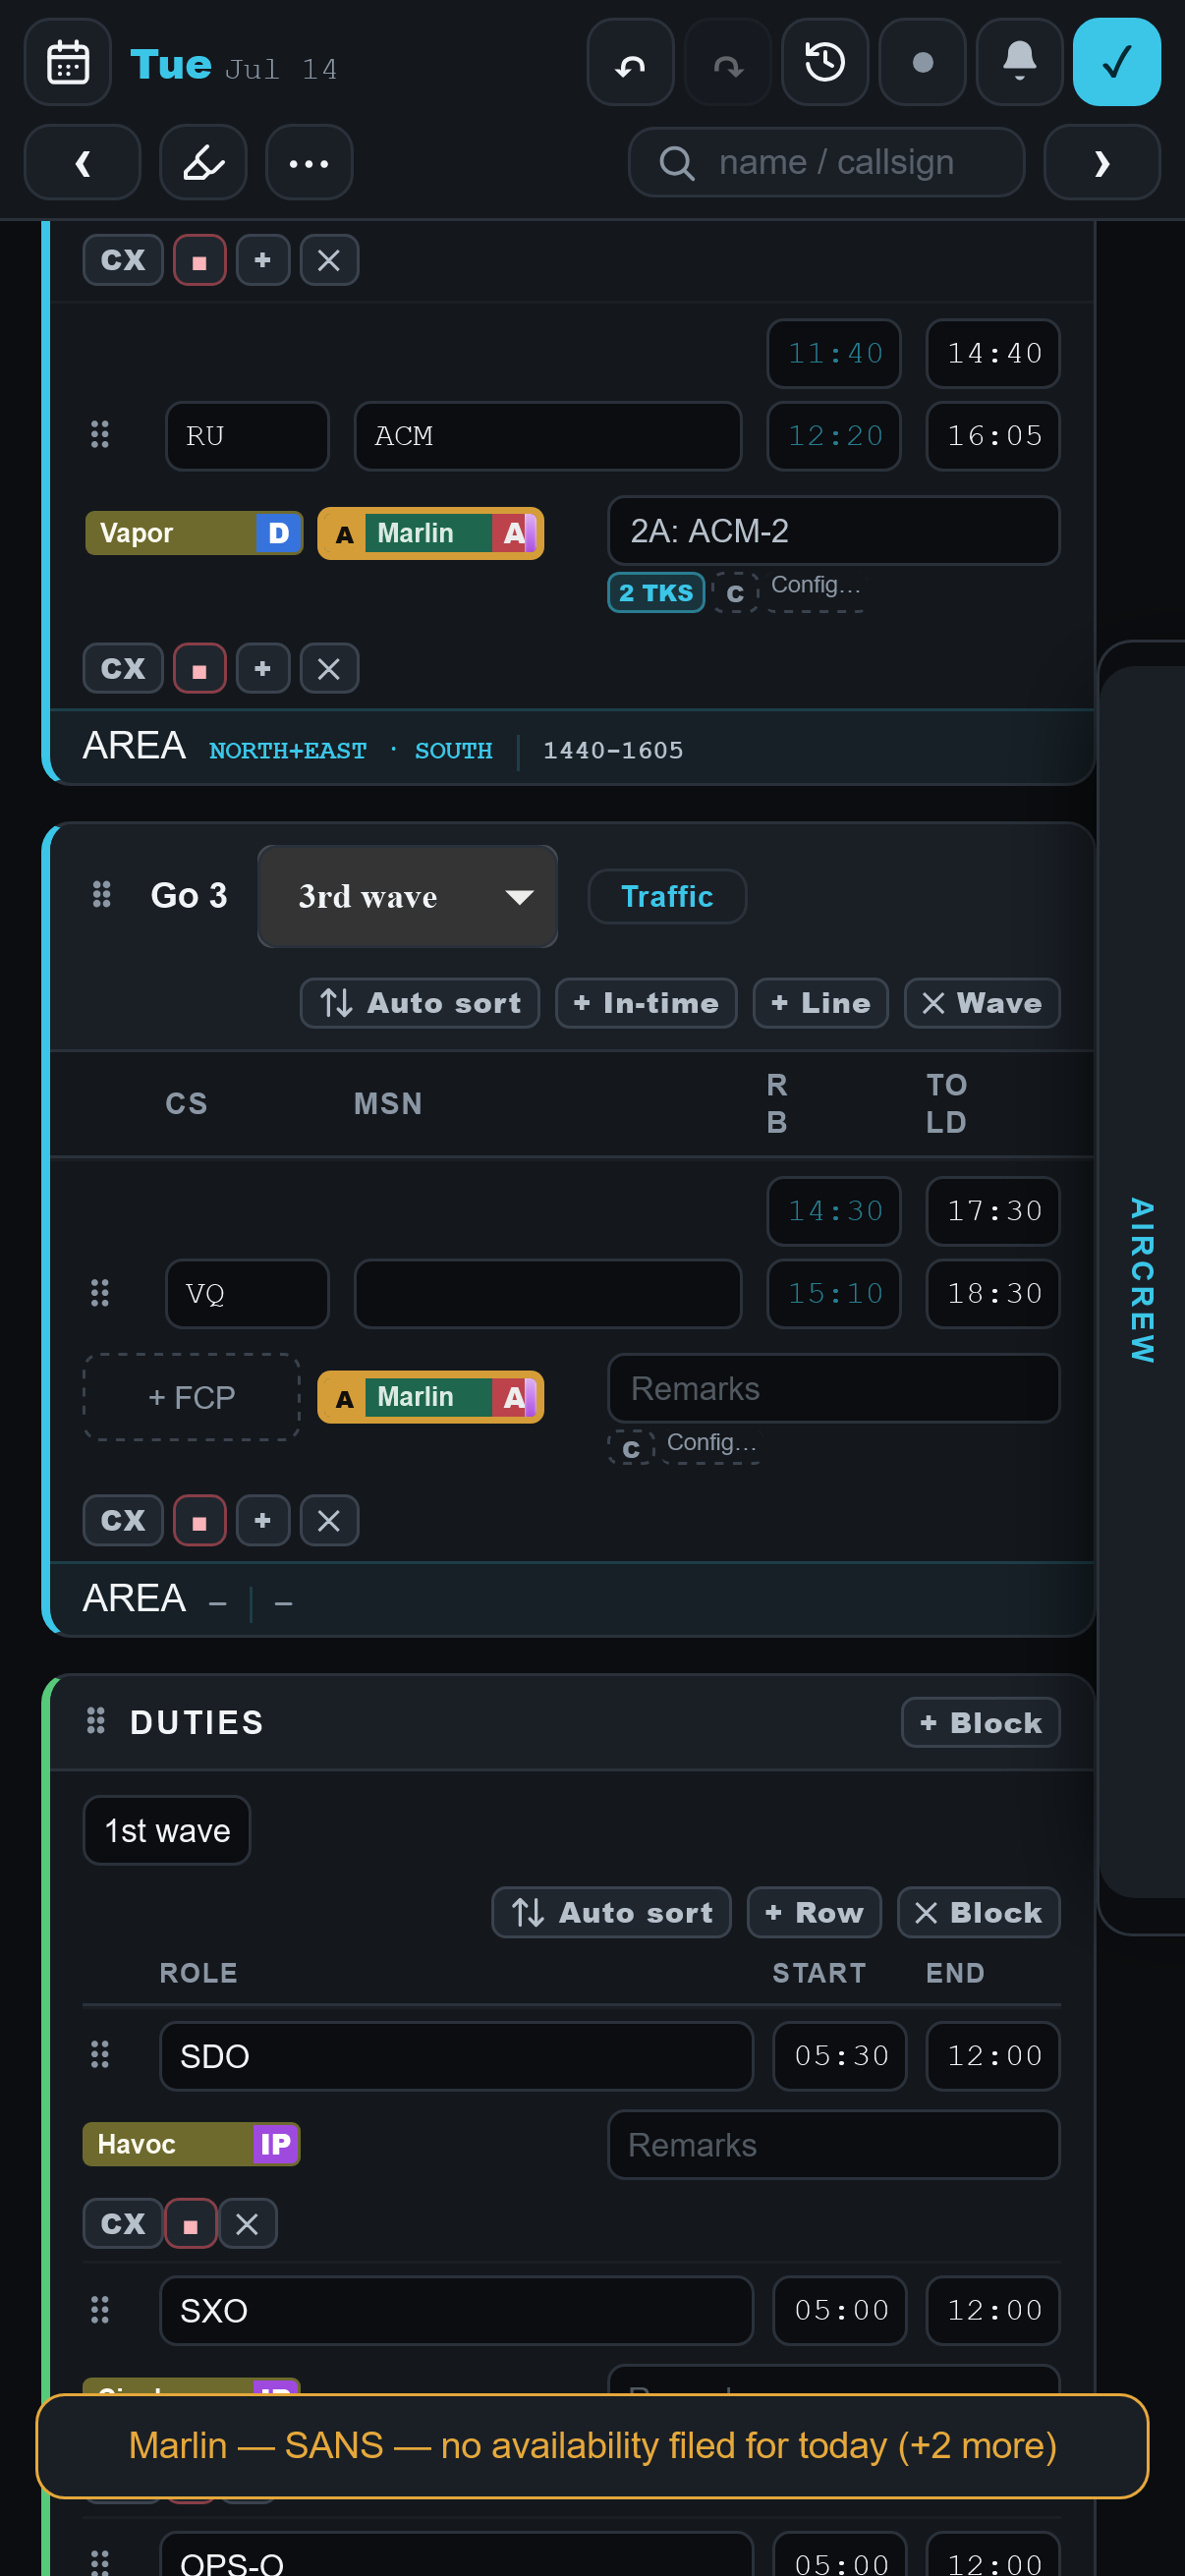 Tue Jul 14
name / callsign
CX
+
11:40 14:40
RU ACM 12:20 16:05
Vapor D A Marlin A 2A: ACM-2
2 TKS C Config...
CX
+
AREA NORTH+EAST · SOUTH | 1440–1605
Go 3 3rd wave Traffic
Auto sort + In-time + Line × Wave
CS MSN R TO
B LD
14:30 17:30
VQ 15:10 18:30
+ FCP A Marlin A Remarks
C Config...
CX
+
AREA – | –
DUTIES + Block
1st wave
Auto sort + Row × Block
ROLE START END
SDO 05:30 12:00
Havoc IP Remarks
CX
SXO 05:00 12:00
Marlin — SANS — no availability filed for today (+2 more)
OPS-O 05:00 12:00
AIRCREW